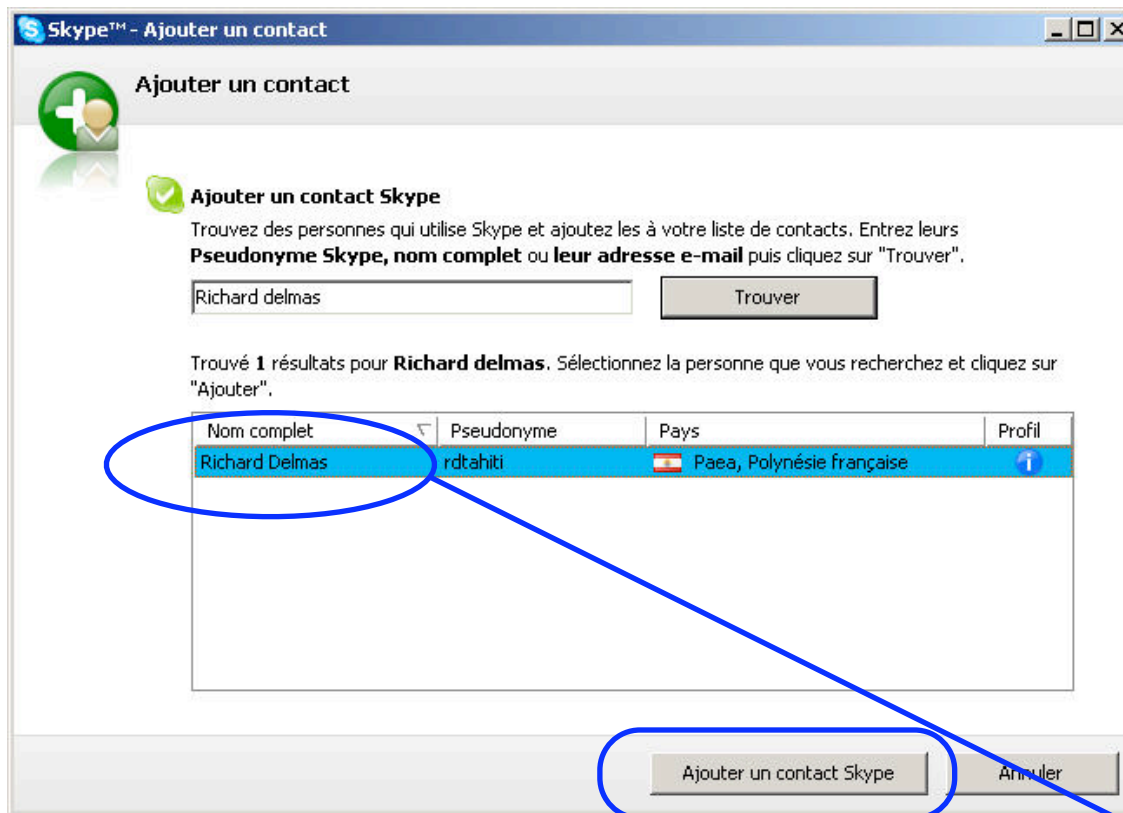 Skype™ - Ajouter un contact
Ajouter un contact
Ajouter un contact Skype
Trouvez des personnes qui utilise Skype et ajoutez les à votre liste de contacts. Entrez leurs
Pseudonyme Skype, nom complet ou leur adresse e-mail puis cliquez sur "Trouver".
Richard delmas Trouver
Trouvé 1 résultats pour Richard delmas. Sélectionnez la personne que vous recherchez et cliquez sur
"Ajouter".
Nom complet Pseudonyme Pays Profil
Richard Delmas rdtahiti Paea, Polynésie française
Ajouter un contact Skype Annuler